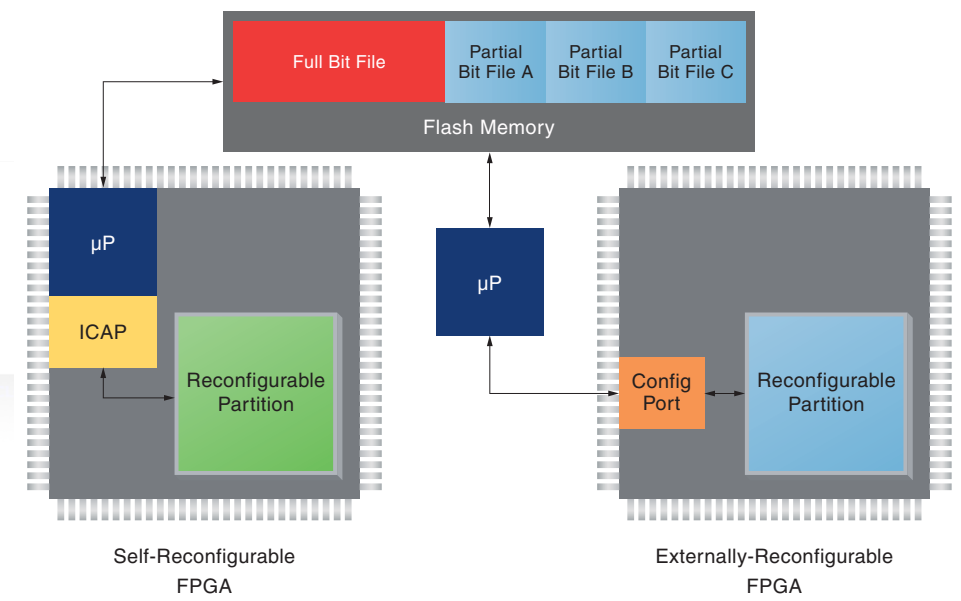 Full Bit File
Partial
Bit File A
Partial
Bit File B
Partial
Bit File C
Flash Memory
µP
ICAP
Reconfigurable
Partition
µP
Config
Port
Reconfigurable
Partition
Self-Reconfigurable
FPGA
Externally-Reconfigurable
FPGA